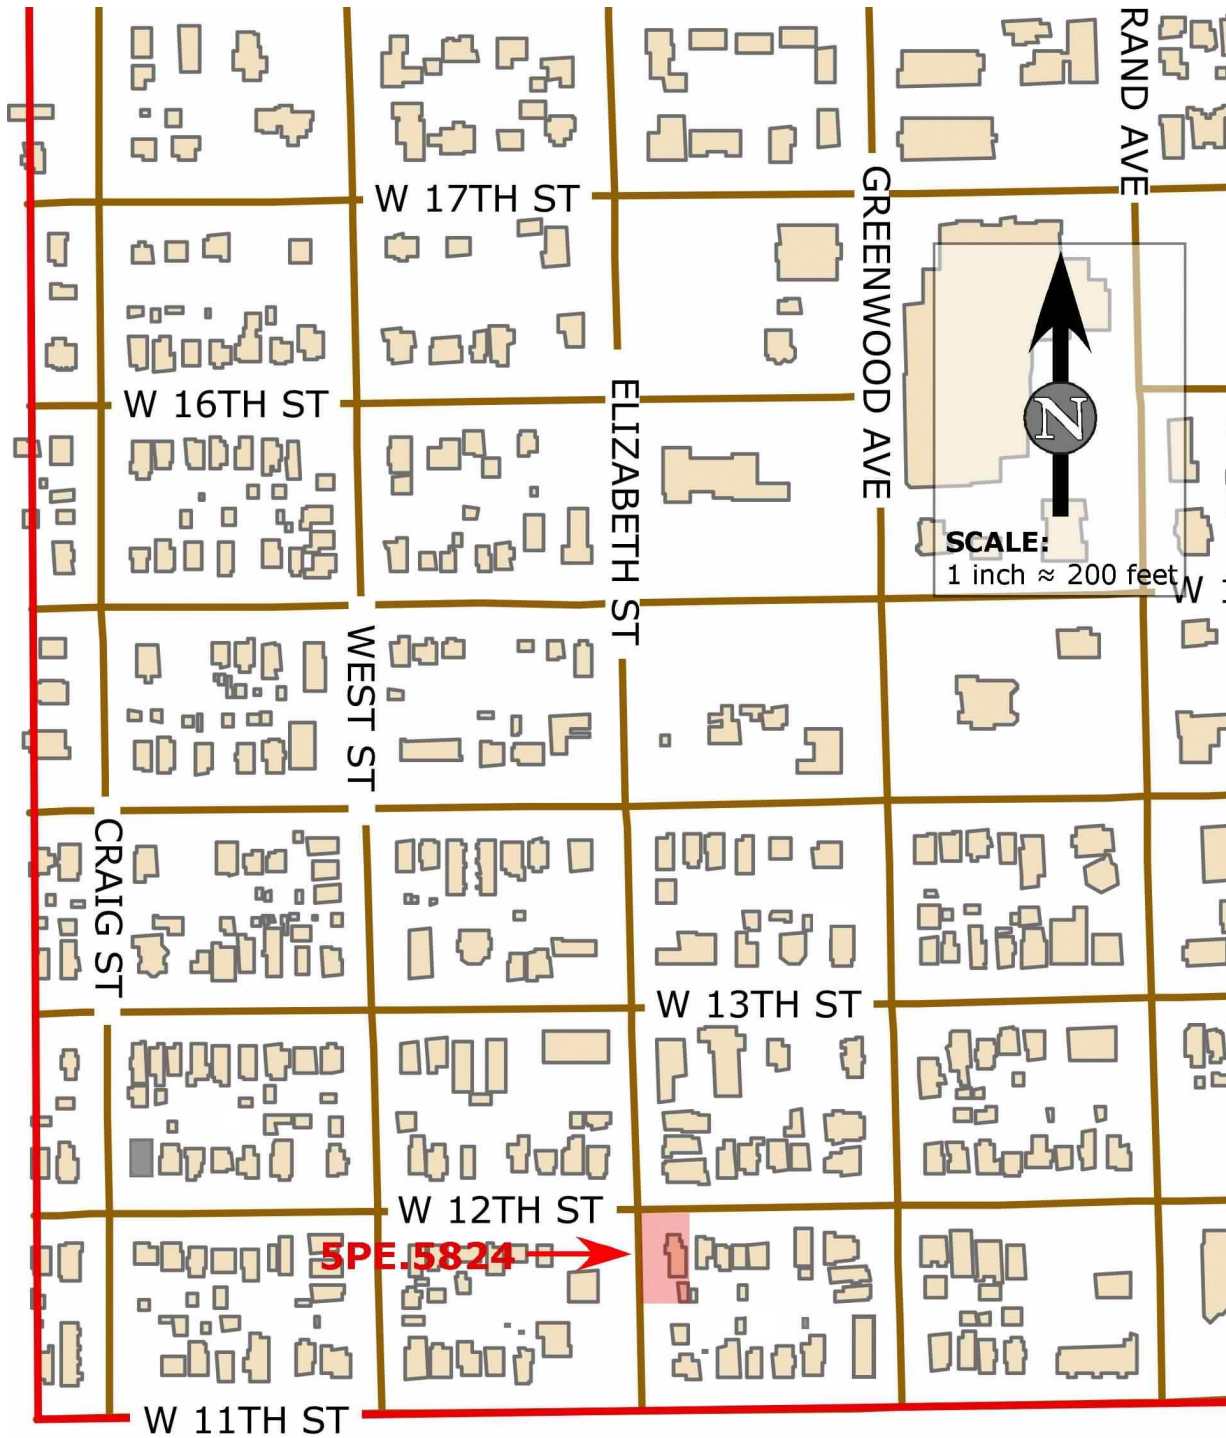 RAND AVE
W 17TH ST
GREENWOOD AVE
W 16TH ST
ELIZABETH ST
N
SCALE:
1 inch ≈ 200 feet
W
WEST ST
CRAIG ST
W 13TH ST
W 12TH ST
5PE.5824
W 11TH ST